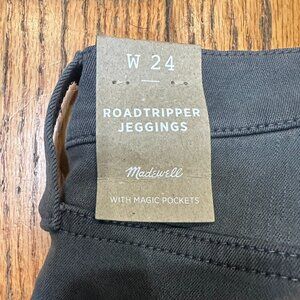 W 24
ROADTRIPPER
JEGGINGS
Madewell
WITH MAGIC POCKETS